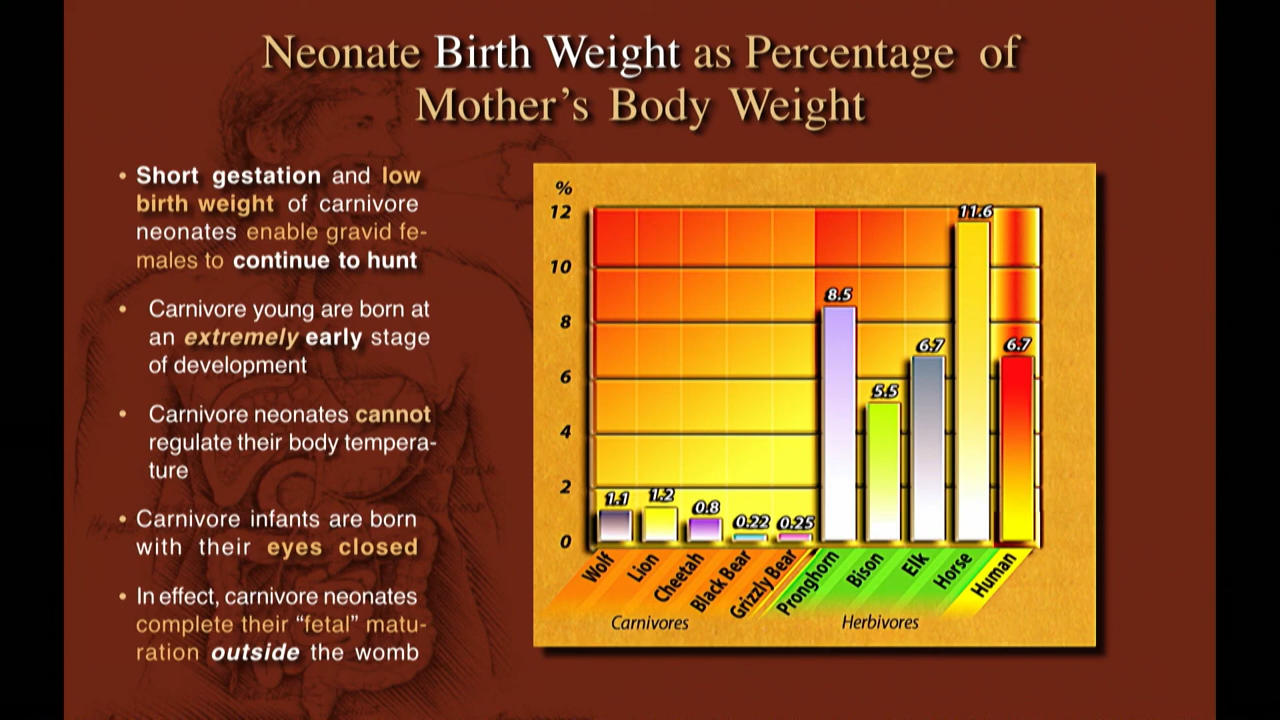 Neonate Birth Weight as Percentage of
Mother's Body Weight
• Short gestation and low
birth weight of carnivore
neonates enable gravid fe-
males to continue to hunt
• Carnivore young are born at
an extremely early stage
of development
• Carnivore neonates cannot
regulate their body tempera-
ture
• Carnivore infants are born
with their eyes closed
• In effect, carnivore neonates
complete their “fetal” matu-
ration outside the womb
%
12
10
8
6
4
2
0
1.1
1.2
0.8
0.22
0.25
8.5
5.5
6.7
11.6
6.7
Wolf
Lion
Cheetah
Black Bear
Grizzly Bear
Pronghorn
Bison
Elk
Horse
Human
Carnivores
Herbivores